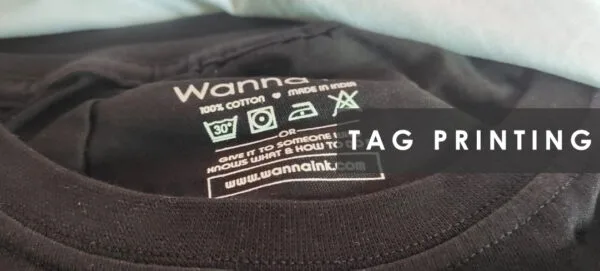 Wanna
100% COTTON • MADE IN INDIA
30°
OR
GIVE IT TO SOMEONE
KNOWS WHAT & HOW TO DO
www.wannaink.com
TAG PRINTING